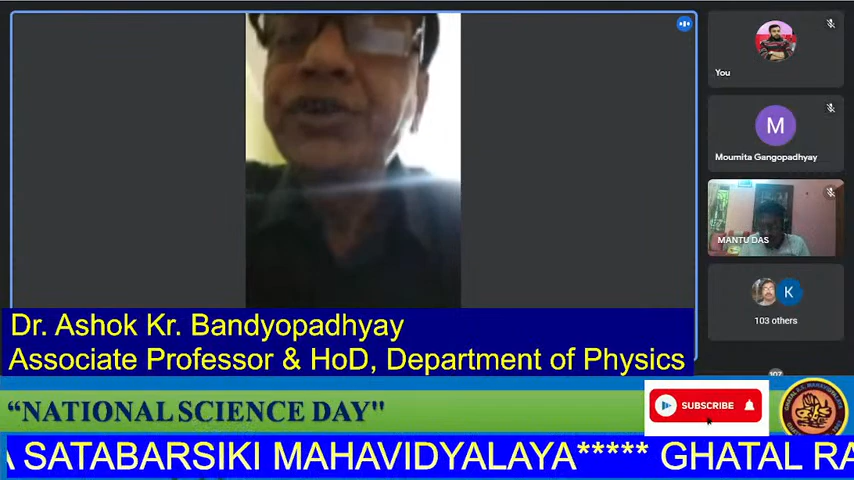 You
M
Moumita Gangopadhyay
MANTU DAS
K
103 others
107
Dr. Ashok Kr. Bandyopadhyay
Associate Professor & HoD, Department of Physics
“NATIONAL SCIENCE DAY"
SUBSCRIBE
A SATABARSIKI MAHAVIDYALAYA***** GHATAL RA